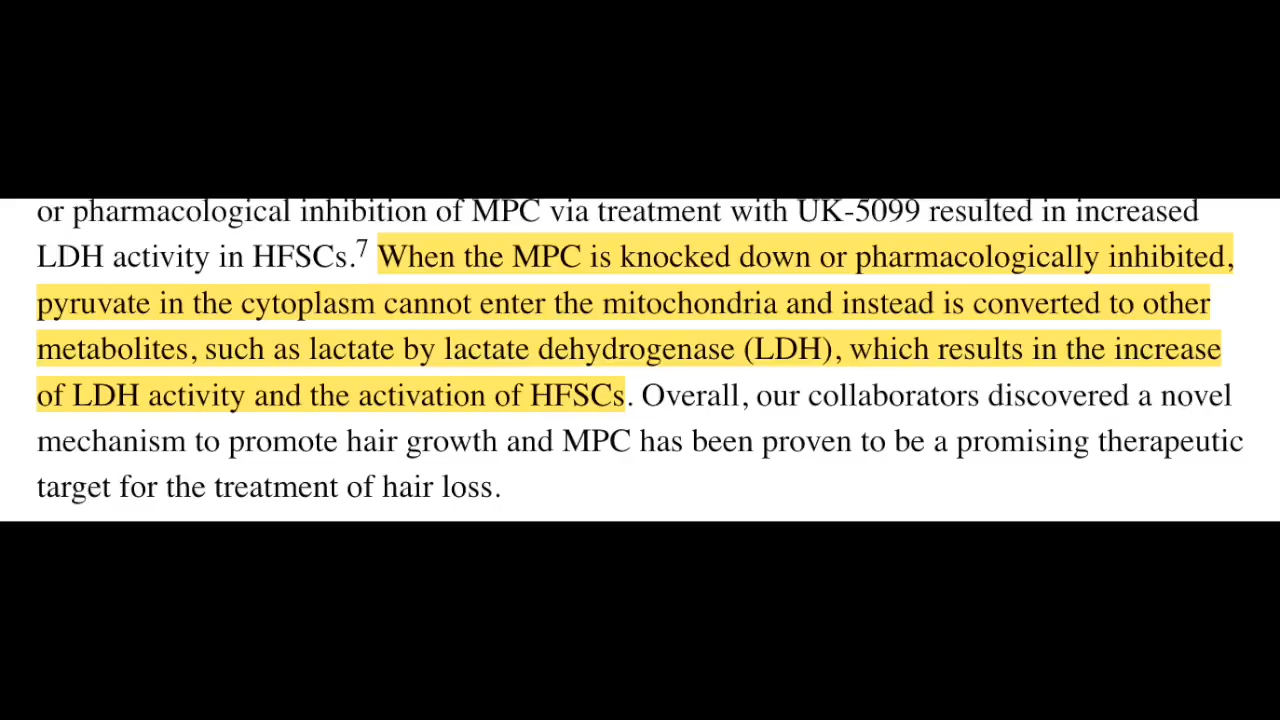 or pharmacological inhibition of MPC via treatment with UK-5099 resulted in increased
LDH activity in HFSCs.7 When the MPC is knocked down or pharmacologically inhibited,
pyruvate in the cytoplasm cannot enter the mitochondria and instead is converted to other
metabolites, such as lactate by lactate dehydrogenase (LDH), which results in the increase
of LDH activity and the activation of HFSCs. Overall, our collaborators discovered a novel
mechanism to promote hair growth and MPC has been proven to be a promising therapeutic
target for the treatment of hair loss.